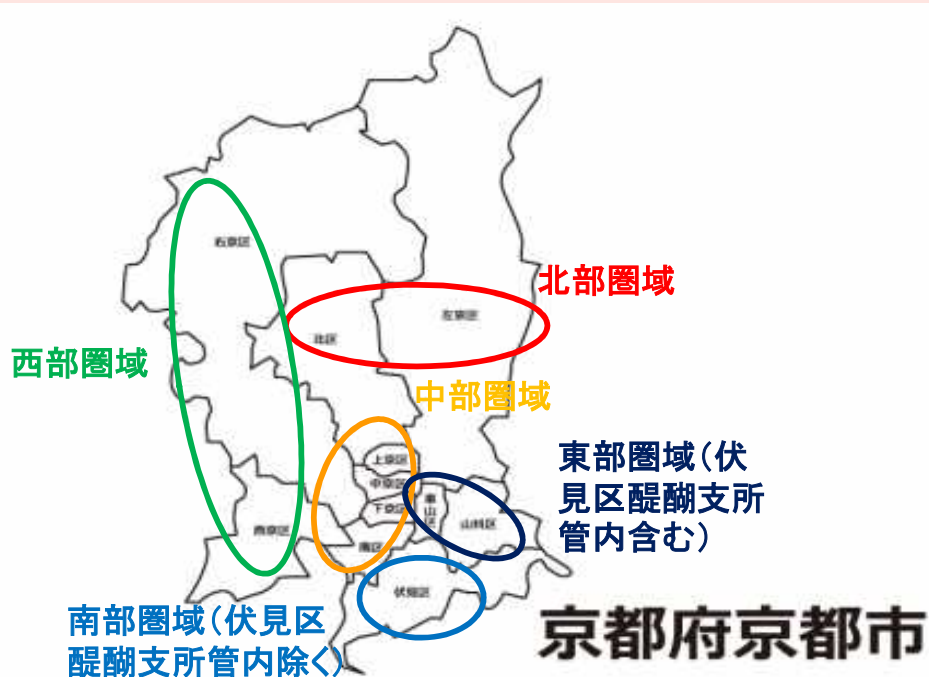 右京区
北部圏域
左京区
北区
西部圏域
中部圏域
上京区
中京区
下京区
東山区
山科区
東部圏域（伏
見区醍醐支所
管内含む）
西京区
南区
伏見区
南部圏域（伏見区
醍醐支所管内除く）
京都府京都市